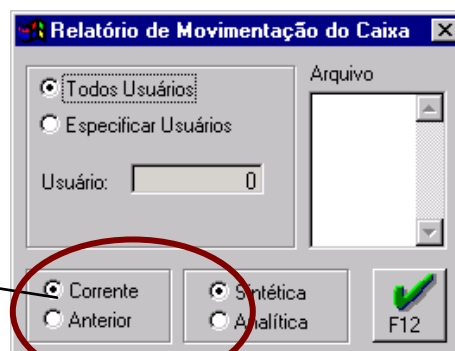 Relatório de Movimentação do Caixa
Todos Usuários
Especificar Usuários
Usuário: 0
Arquivo
Corrente
Anterior
Sintética
Analítica
F12